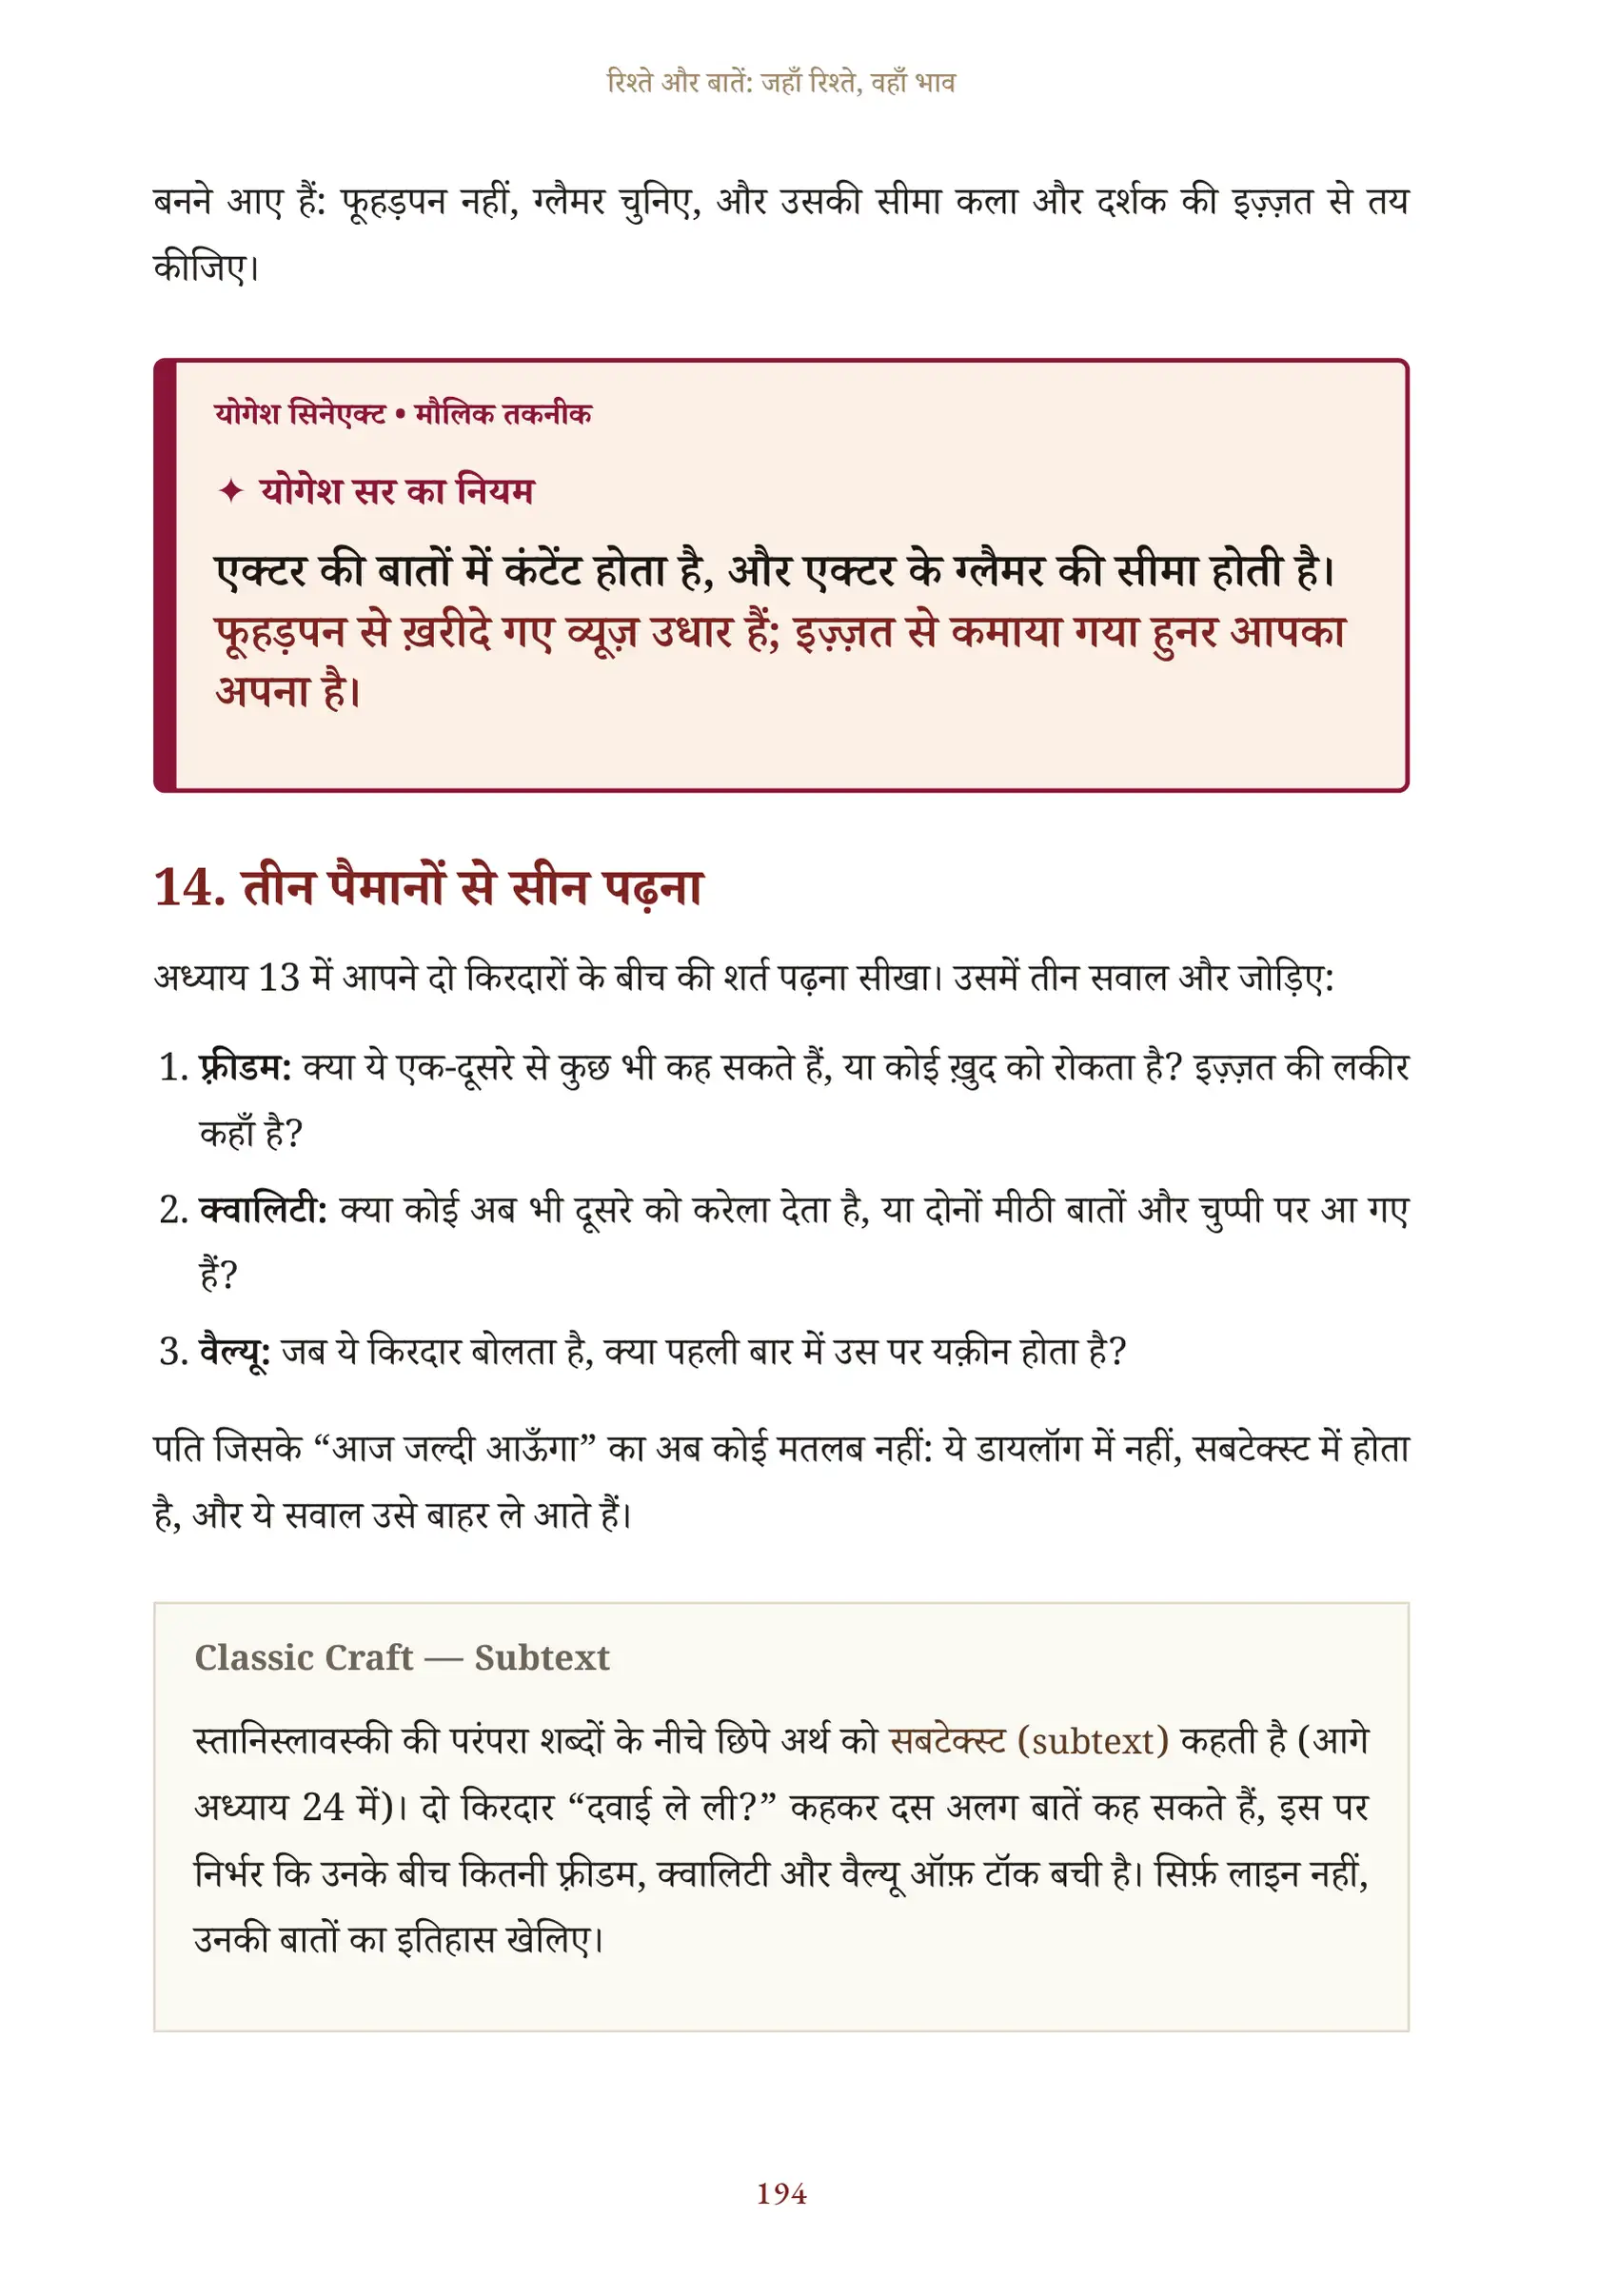 रिश्ते और बातें: जहाँ रिश्ते, वहाँ भाव
बनने आए हैं: फूहड़पन नहीं, ग्लैमर चुनिए, और उसकी सीमा कला और दर्शक की इज़्ज़त से तय
कीजिए।
योगेश सिनेएक्ट • मौलिक तकनीक
✦ योगेश सर का नियम
एक्टर की बातों में कंटेंट होता है, और एक्टर के ग्लैमर की सीमा होती है।
फूहड़पन से ख़रीदे गए व्यूज़ उधार हैं; इज़्ज़त से कमाया गया हुनर आपका
अपना है।
14. तीन पैमानों से सीन पढ़ना
अध्याय 13 में आपने दो किरदारों के बीच की शर्त पढ़ना सीखा। उसमें तीन सवाल और जोड़िए:
1. फ़्रीडम: क्या ये एक-दूसरे से कुछ भी कह सकते हैं, या कोई ख़ुद को रोकता है? इज़्ज़त की लकीर
कहाँ है?
2. क्वालिटी: क्या कोई अब भी दूसरे को करेला देता है, या दोनों मीठी बातों और चुप्पी पर आ गए
हैं?
3. वैल्यू: जब ये किरदार बोलता है, क्या पहली बार में उस पर यक़ीन होता है?
पति जिसके “आज जल्दी आऊँगा” का अब कोई मतलब नहीं: ये डायलॉग में नहीं, सबटेक्स्ट में होता
है, और ये सवाल उसे बाहर ले आते हैं।
Classic Craft — Subtext
स्तानिस्लावस्की की परंपरा शब्दों के नीचे छिपे अर्थ को सबटेक्स्ट (subtext) कहती है (आगे
अध्याय 24 में)। दो किरदार “दवाई ले ली?” कहकर दस अलग बातें कह सकते हैं, इस पर
निर्भर कि उनके बीच कितनी फ़्रीडम, क्वालिटी और वैल्यू ऑफ़ टॉक बची है। सिर्फ़ लाइन नहीं,
उनकी बातों का इतिहास खेलिए।
194